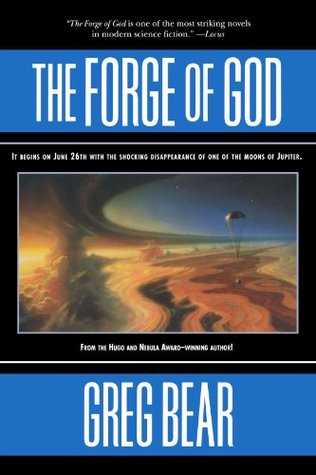 "The Forge of God is one of the most striking novels
in modern science fiction." —Locus
THE FORGE OF GOD
It begins on June 26th with the shocking disappearance of one of the moons of Jupiter.
From the Hugo and Nebula Award–winning author!
GREG BEAR